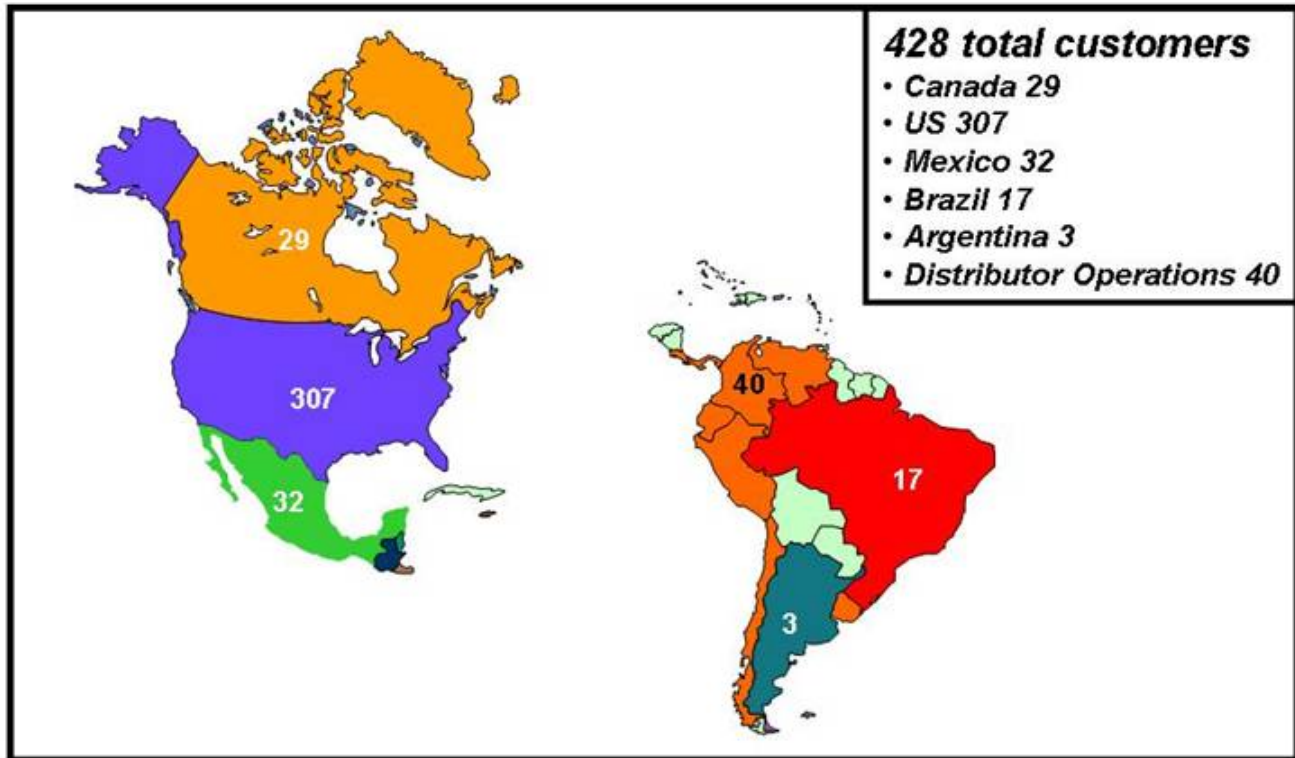 428 total customers
• Canada 29
• US 307
• Mexico 32
• Brazil 17
• Argentina 3
• Distributor Operations 40
29
307
32
40
17
3